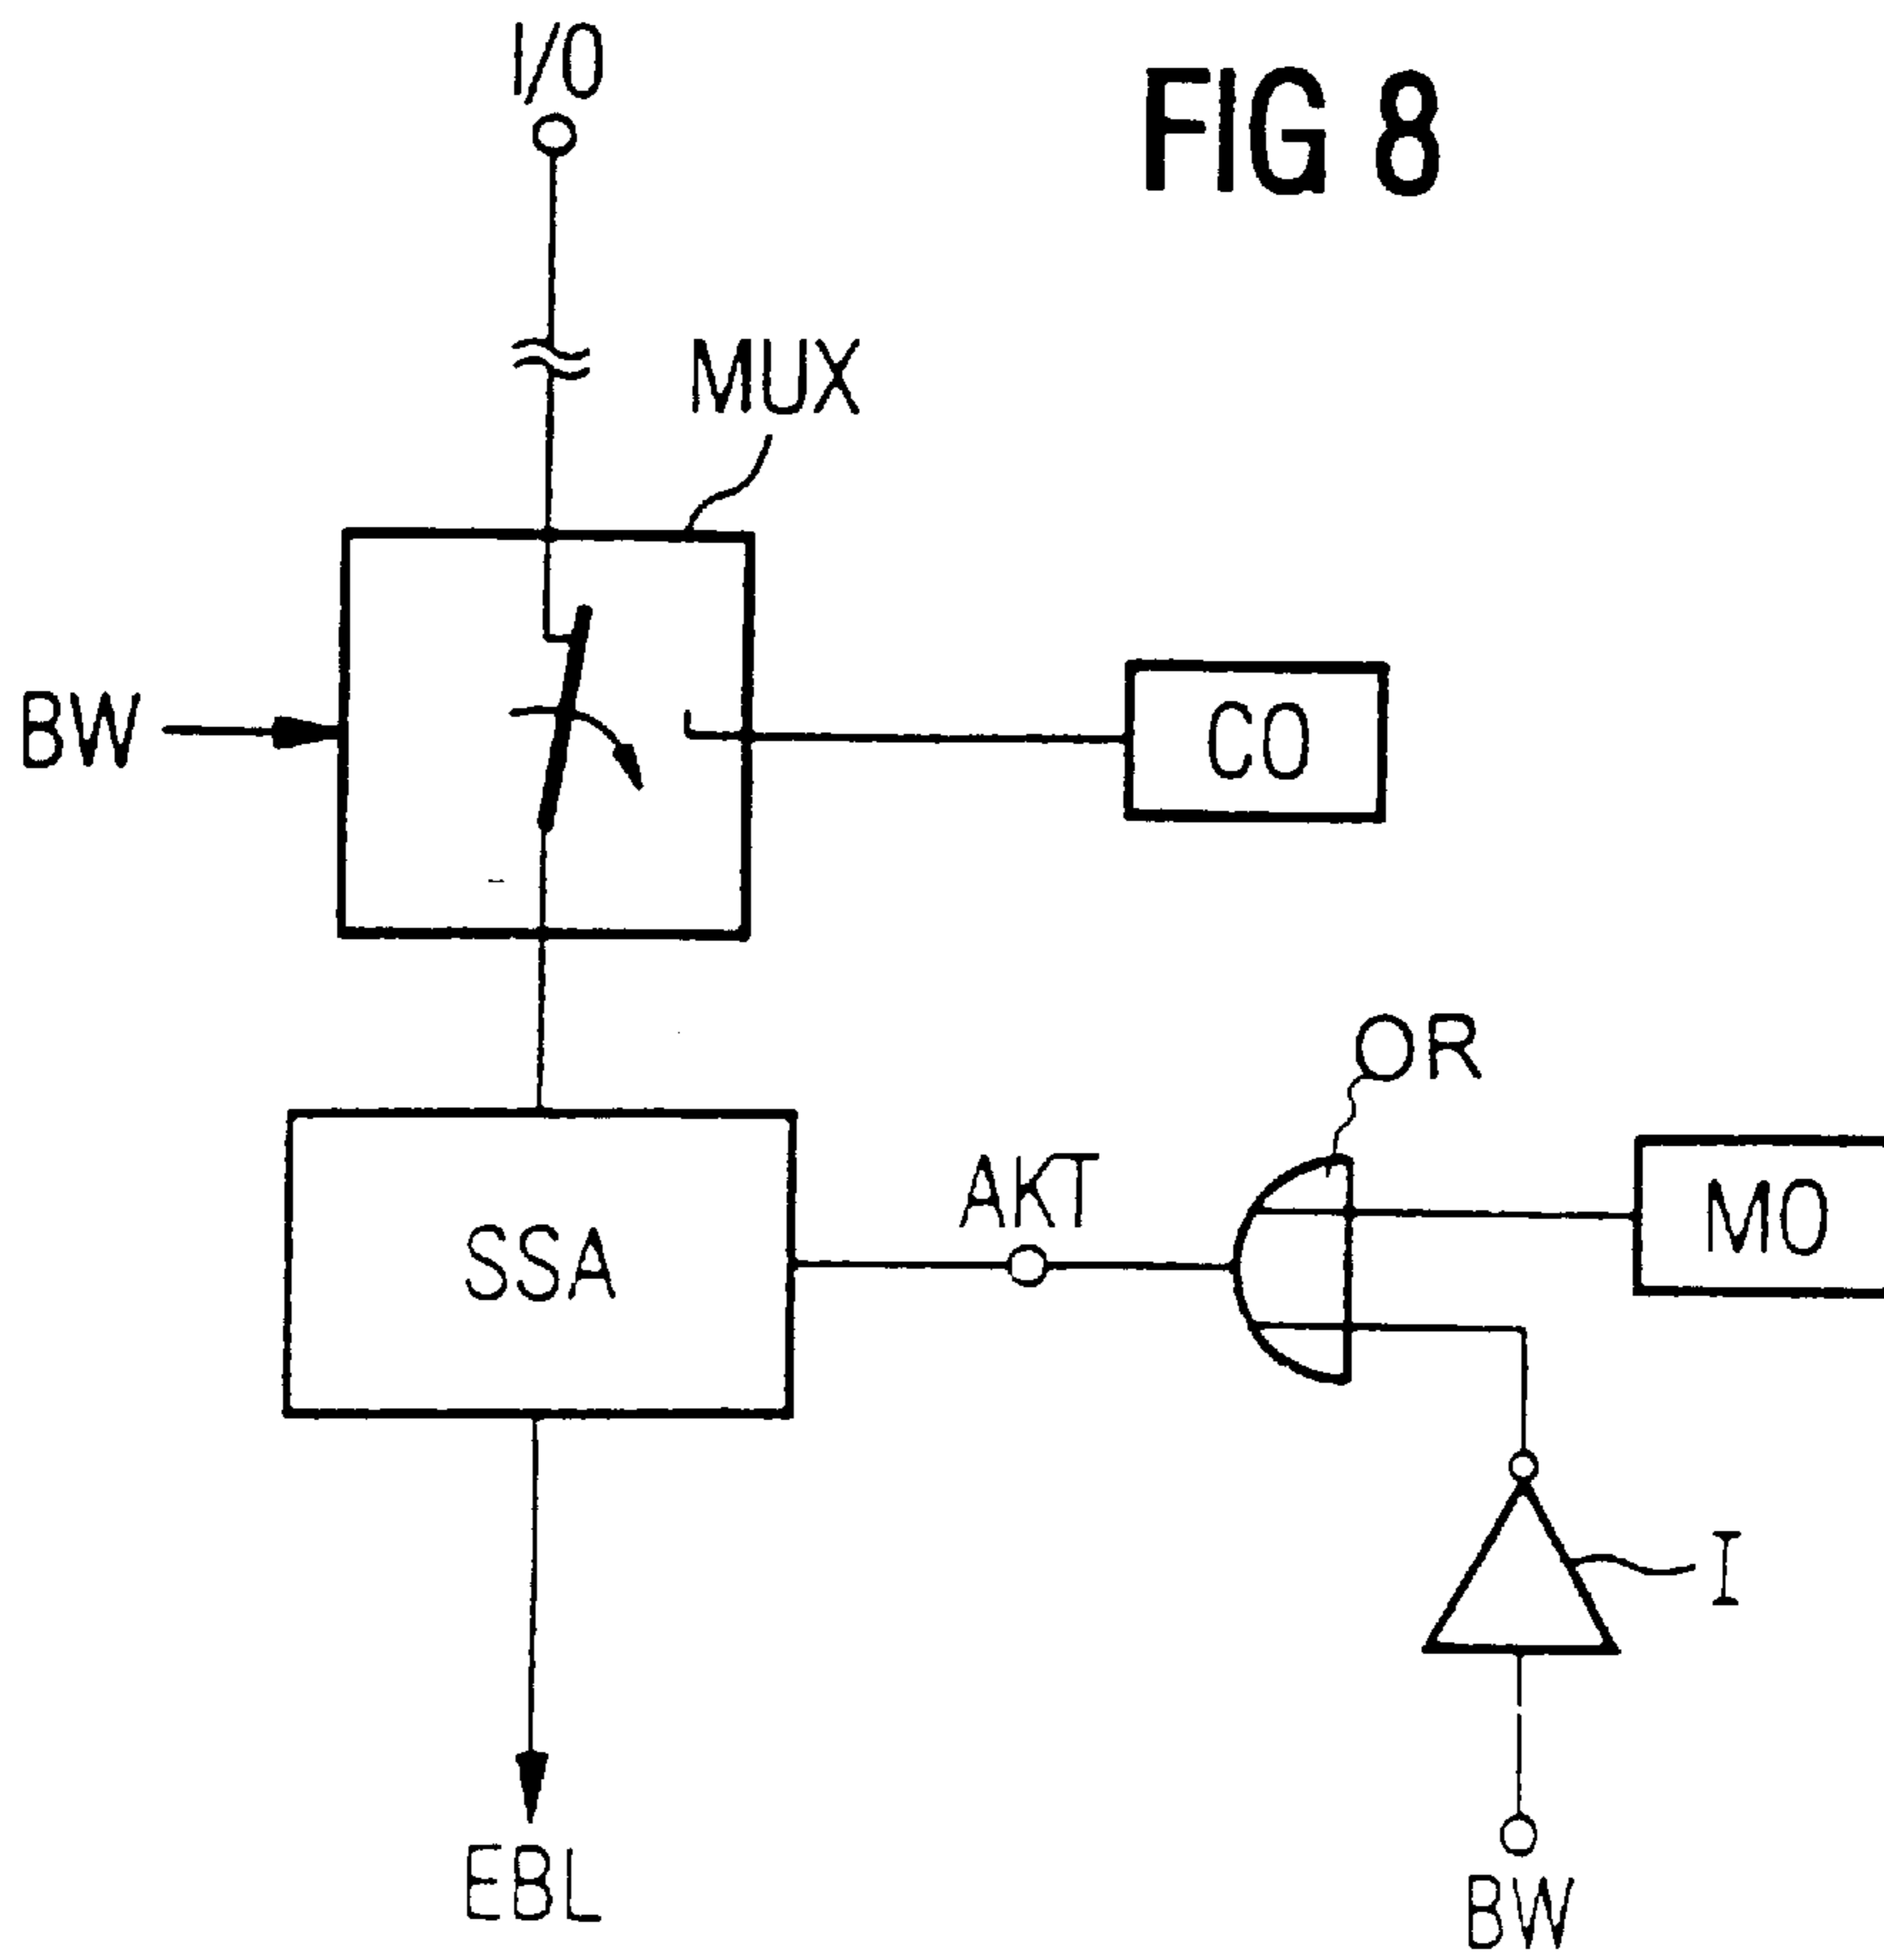 I/O
FIG 8
MUX
BW
CO
OR
AKT
MO
SSA
I
EBL
BW